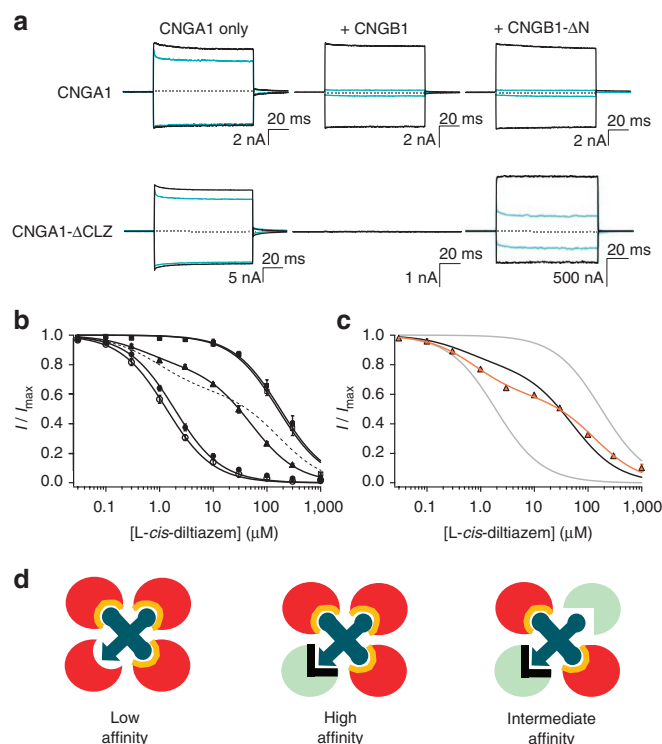 a
CNGA1 only
+ CNGB1
+ CNGB1-ΔN
CNGA1
20 ms
2 nA
20 ms
2 nA
20 ms
2 nA
CNGA1-ΔCLZ
20 ms
5 nA
20 ms
1 nA
20 ms
500 nA
b
c
I / Imax
1.0
0.8
0.6
0.4
0.2
0.0
0.1 1.0 10 100 1,000
[L-cis-diltiazem] (μM)
I / Imax
1.0
0.8
0.6
0.4
0.2
0.0
0.1 1.0 10 100 1,000
[L-cis-diltiazem] (μM)
d
Low
affinity
High
affinity
Intermediate
affinity